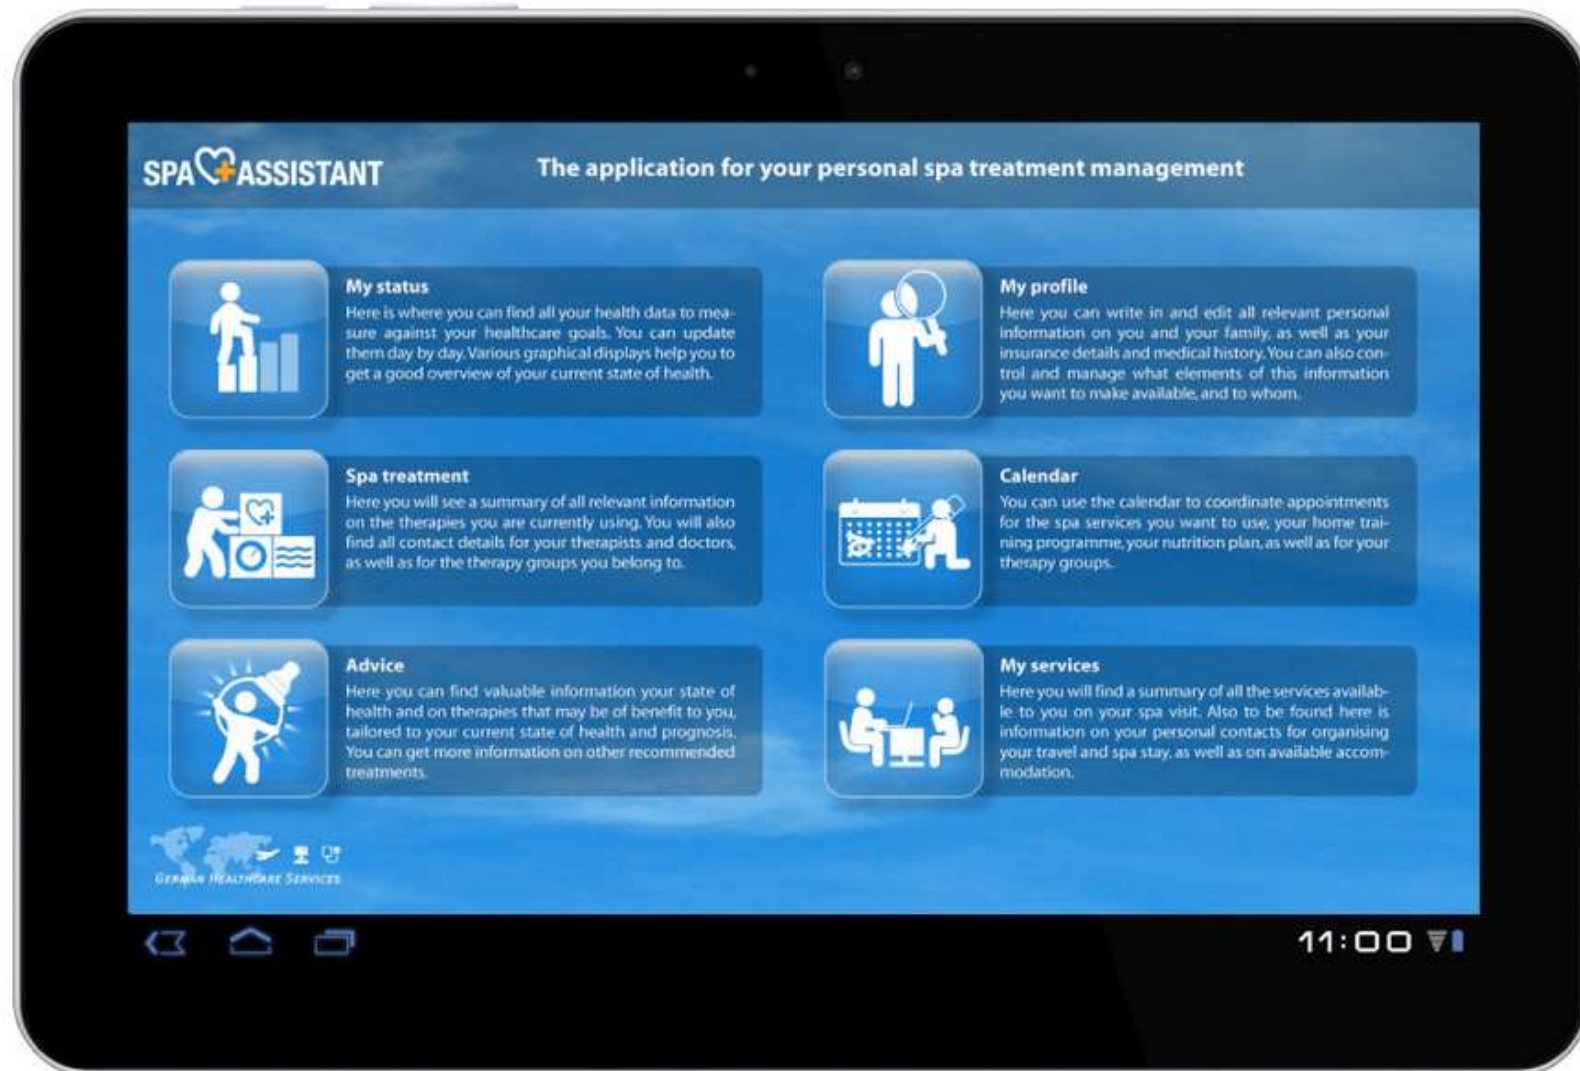 SPA ASSISTANT
The application for your personal spa treatment management
My status
Here is where you can find all your health data to mea-
sure against your healthcare goals. You can update
them day by day. Various graphical displays help you to
get a good overview of your current state of health.
My profile
Here you can write in and edit all relevant personal
information on you and your family, as well as your
insurance details and medical history. You can also con-
trol and manage what elements of this information
you want to make available, and to whom.
Spa treatment
Here you will see a summary of all relevant information
on the therapies you are currently using. You will also
find all contact details for your therapists and doctors,
as well as for the therapy groups you belong to.
Calendar
You can use the calendar to coordinate appointments
for the spa services you want to use, your home trai-
ning programme, your nutrition plan, as well as for your
therapy groups.
Advice
Here you can find valuable information your state of
health and on therapies that may be of benefit to you,
tailored to your current state of health and prognosis.
You can get more information on other recommended
treatments.
My services
Here you will find a summary of all the services availab-
le to you on your spa visit. Also to be found here is
information on your personal contacts for organising
your travel and spa stay, as well as on available accom-
modation.
GERMAN HEALTHCARE SERVICES
11:00